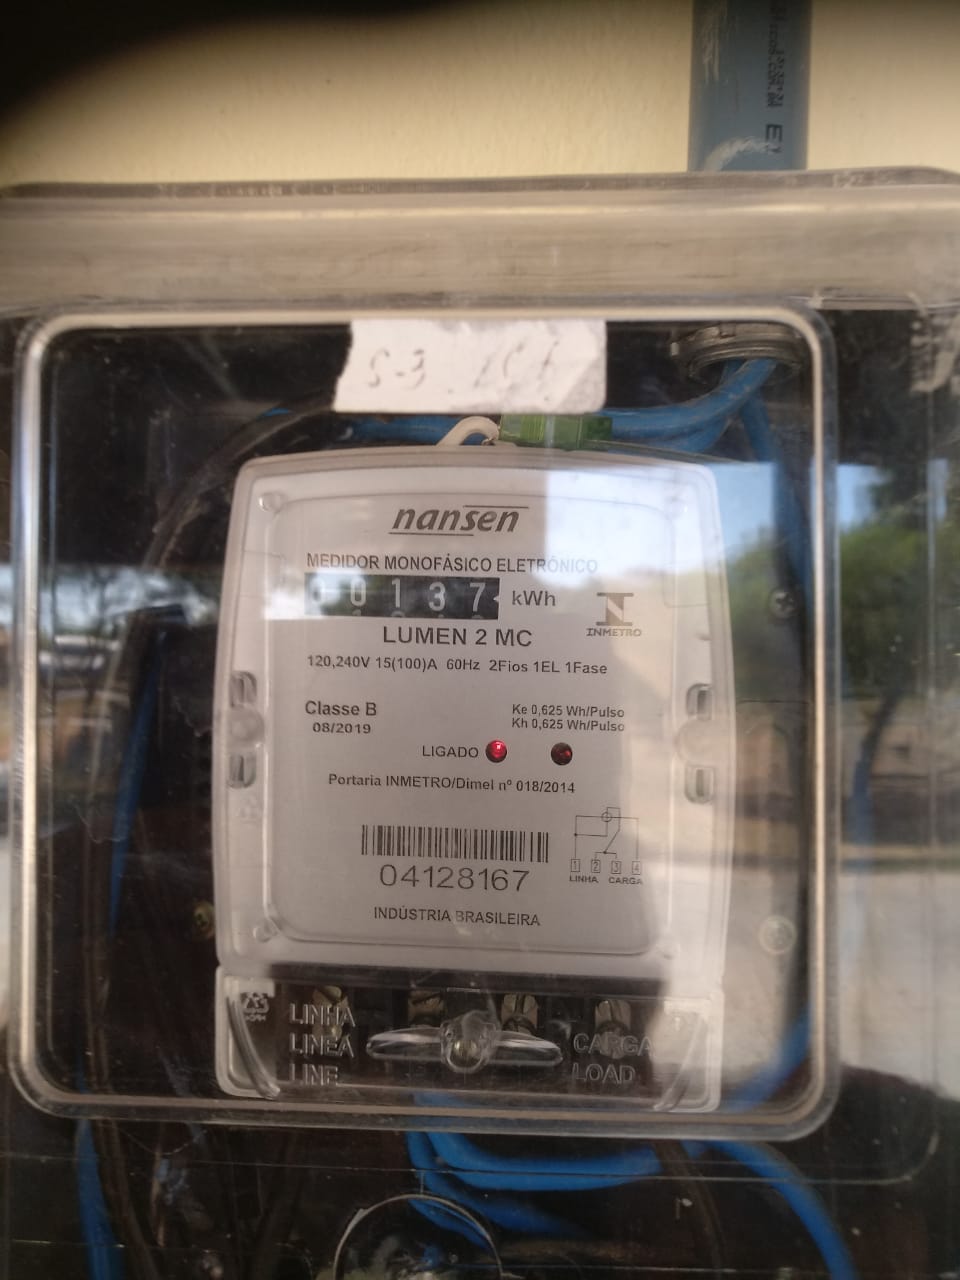 S-3
nansen
MEDIDOR MONOFÁSICO ELETRÔNICO
00137 kWh
INMETRO
LUMEN 2 MC
120,240V 15(100)A 60Hz 2Fios 1EL 1Fase
Classe B
08/2019
Ke 0,625 Wh/Pulso
Kh 0,625 Wh/Pulso
LIGADO
Portaria INMETRO/Dimel nº 018/2014
1 2 3 4
LINHA CARGA
04128167
INDÚSTRIA BRASILEIRA
LINHA
LINEA CARGA
LINE LOAD